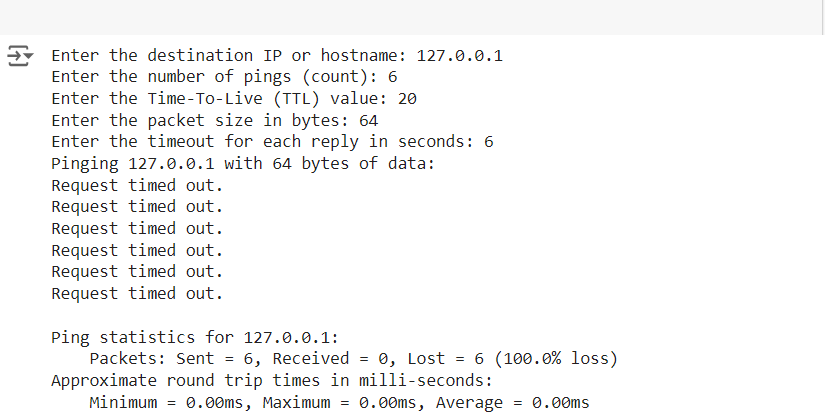 Enter the destination IP or hostname: 127.0.0.1
Enter the number of pings (count): 6
Enter the Time-To-Live (TTL) value: 20
Enter the packet size in bytes: 64
Enter the timeout for each reply in seconds: 6
Pinging 127.0.0.1 with 64 bytes of data:
Request timed out.
Request timed out.
Request timed out.
Request timed out.
Request timed out.
Request timed out.

Ping statistics for 127.0.0.1:
    Packets: Sent = 6, Received = 0, Lost = 6 (100.0% loss)
Approximate round trip times in milli-seconds:
    Minimum = 0.00ms, Maximum = 0.00ms, Average = 0.00ms